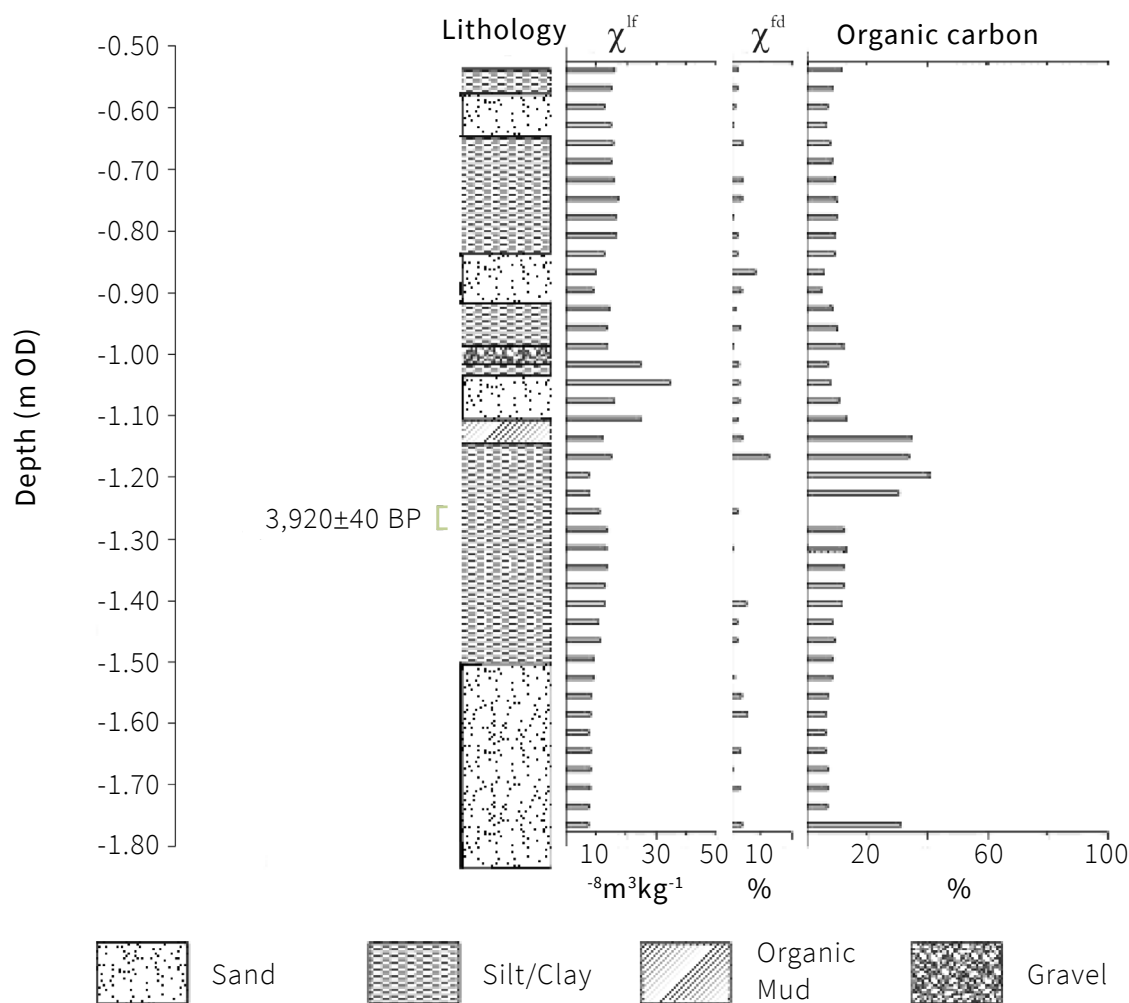 Lithology χ^lf χ^fd Organic carbon
-0.50
-0.60
-0.70
-0.80
-0.90
-1.00
-1.10
-1.20
-1.30
-1.40
-1.50
-1.60
-1.70
-1.80
Depth (m OD)
3,920±40 BP
10 30 50 10 20 60 100
-8m³kg-1 % %
Sand Silt/Clay Organic Mud Gravel